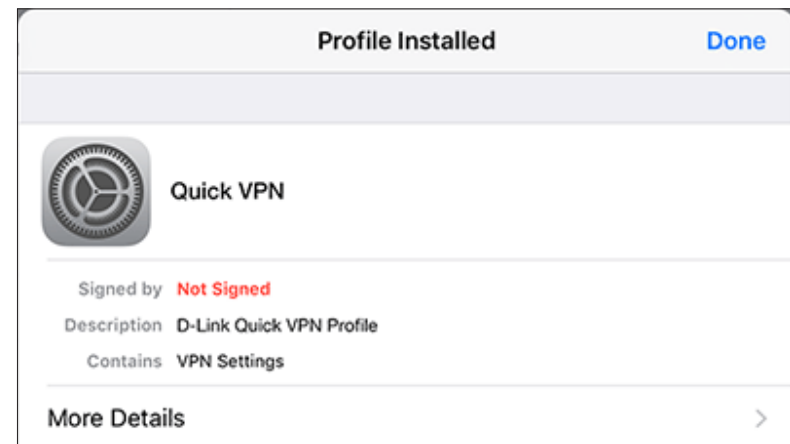 Profile Installed Done
Quick VPN
Signed by Not Signed
Description D-Link Quick VPN Profile
Contains VPN Settings
More Details